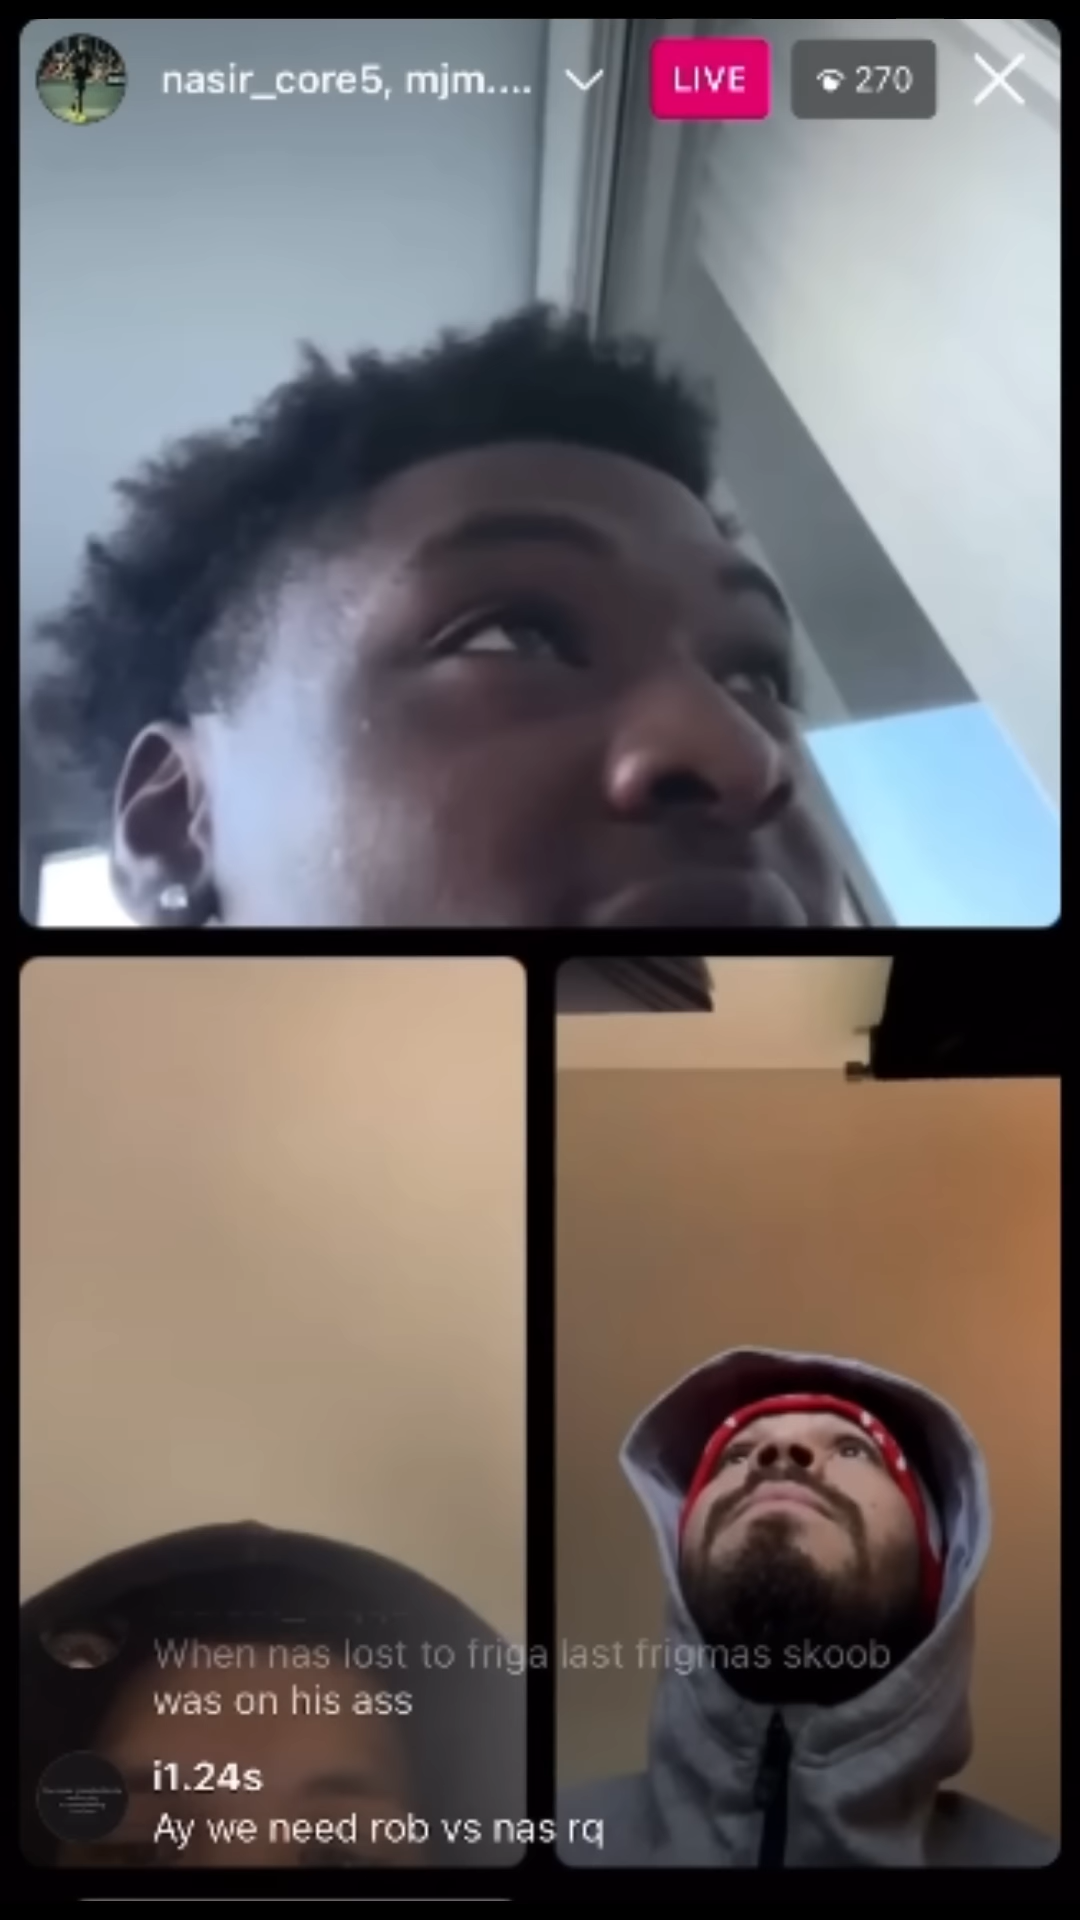 nasir_core5, mjm....
LIVE
270
When nas lost to friga last frigmas skoob
was on his ass
i1.24s
Ay we need rob vs nas rq